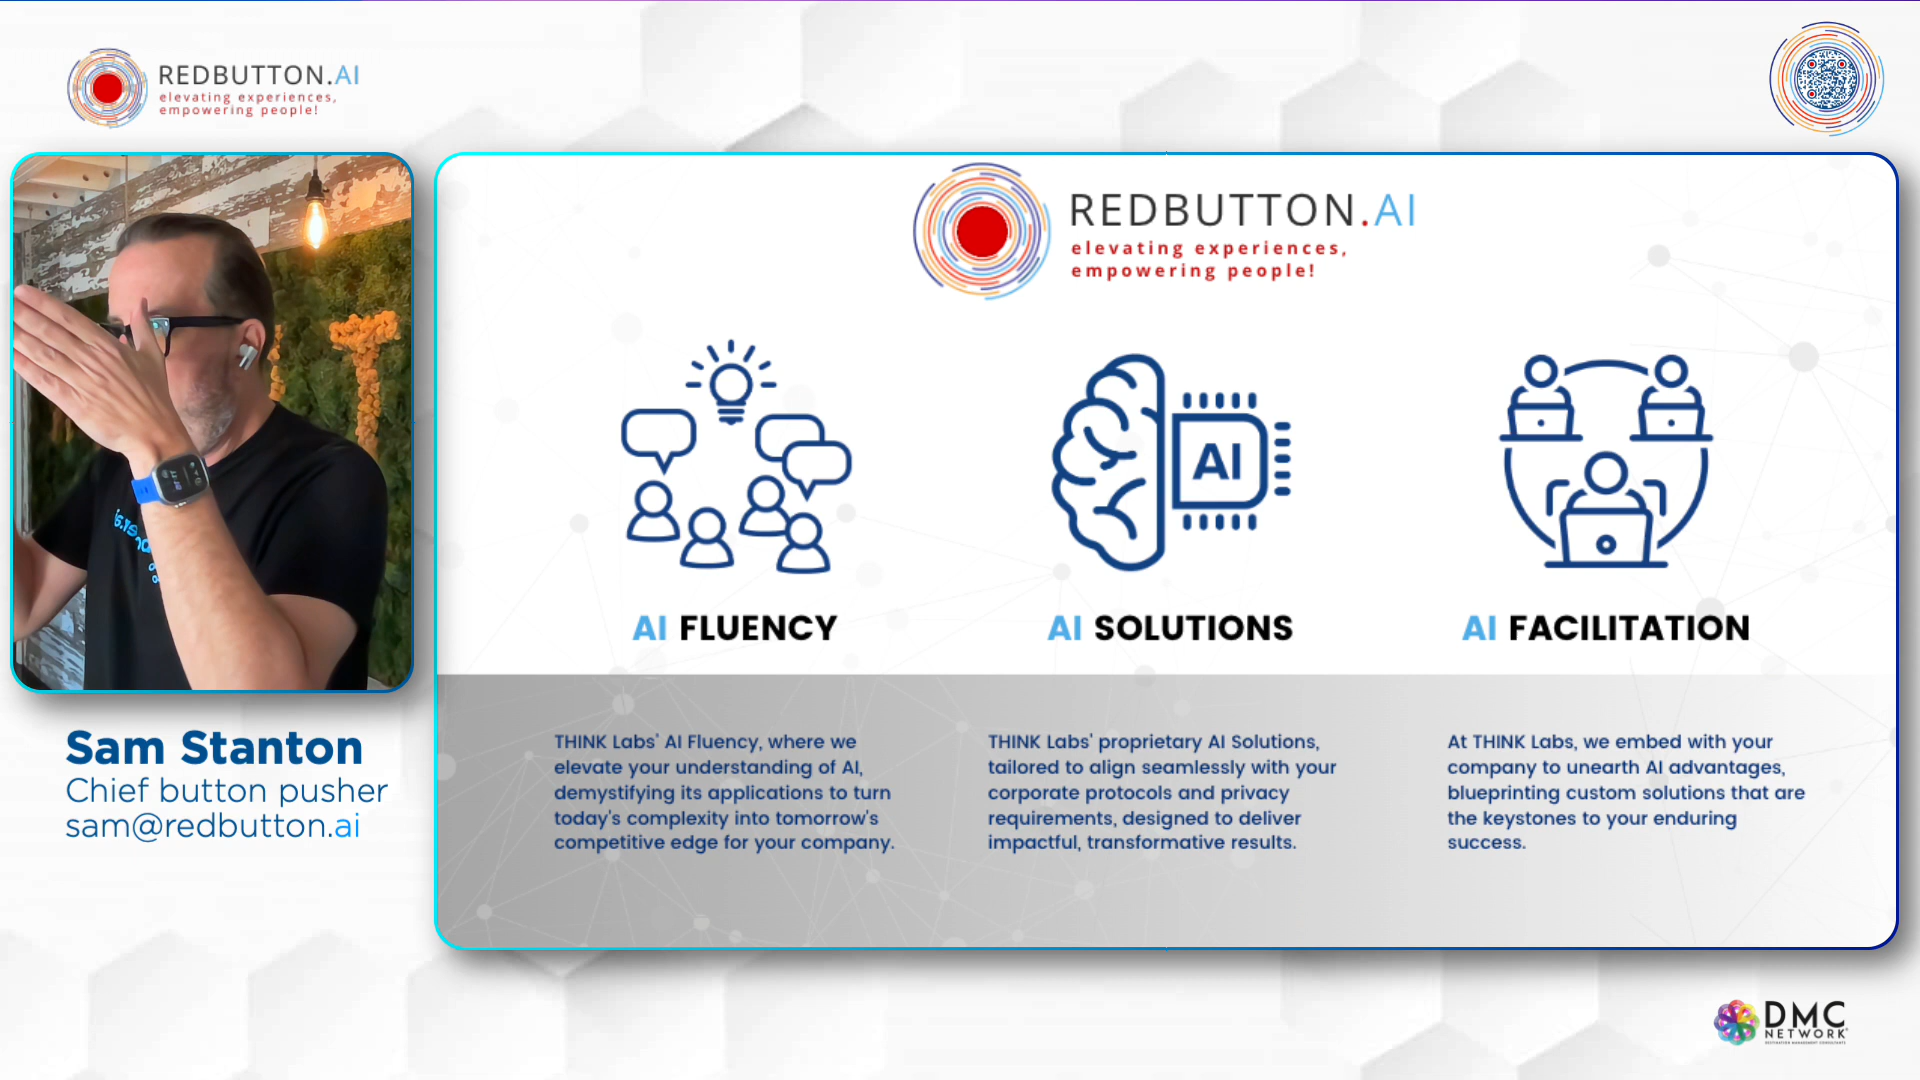 REDBUTTON.AI
elevating experiences,
empowering people!
REDBUTTON.AI
elevating experiences,
empowering people!
AI
AI FLUENCY
AI SOLUTIONS
AI FACILITATION
THINK Labs' AI Fluency, where we
elevate your understanding of AI,
demystifying its applications to turn
today's complexity into tomorrow's
competitive edge for your company.
THINK Labs' proprietary AI Solutions,
tailored to align seamlessly with your
corporate protocols and privacy
requirements, designed to deliver
impactful, transformative results.
At THINK Labs, we embed with your
company to unearth AI advantages,
blueprinting custom solutions that are
the keystones to your enduring
success.
Sam Stanton
Chief button pusher
sam@redbutton.ai
DMC
NETWORK
DESTINATION MANAGEMENT CONSULTANTS